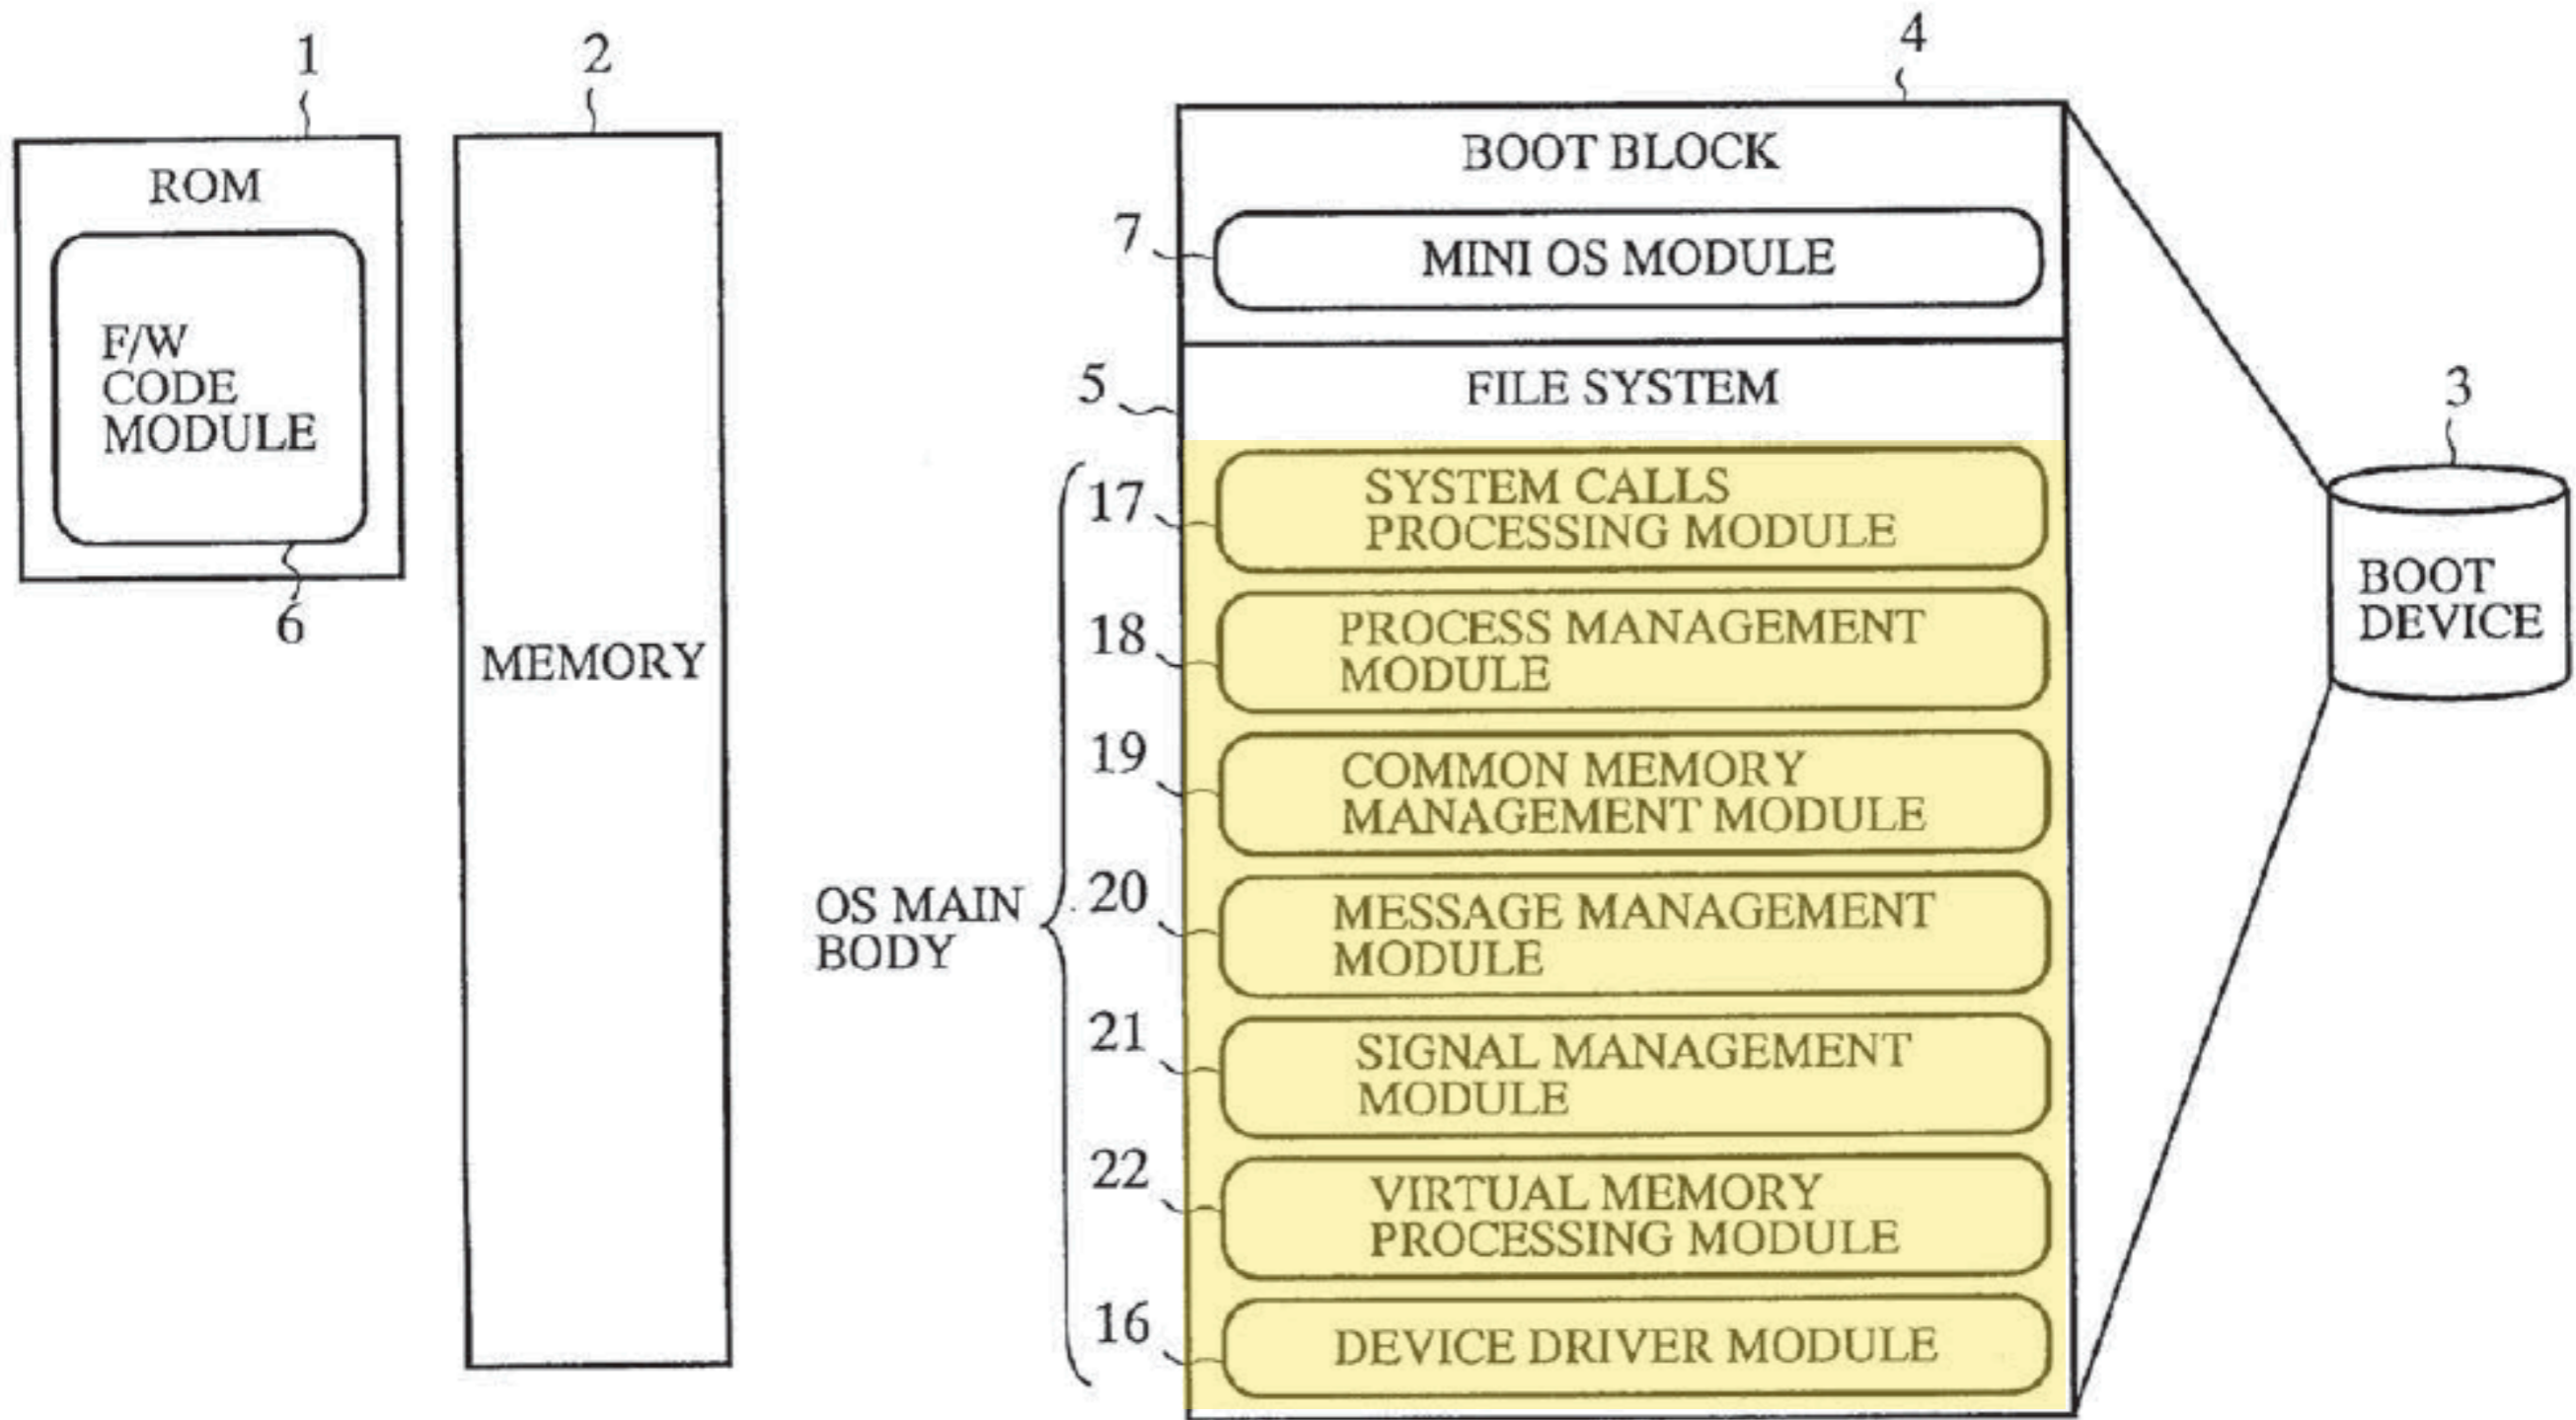 1
ROM
F/W
CODE
MODULE
6
2
MEMORY
4
BOOT BLOCK
7
MINI OS MODULE
5
FILE SYSTEM
OS MAIN
BODY
17
SYSTEM CALLS
PROCESSING MODULE
18
PROCESS MANAGEMENT
MODULE
19
COMMON MEMORY
MANAGEMENT MODULE
20
MESSAGE MANAGEMENT
MODULE
21
SIGNAL MANAGEMENT
MODULE
22
VIRTUAL MEMORY
PROCESSING MODULE
16
DEVICE DRIVER MODULE
3
BOOT
DEVICE